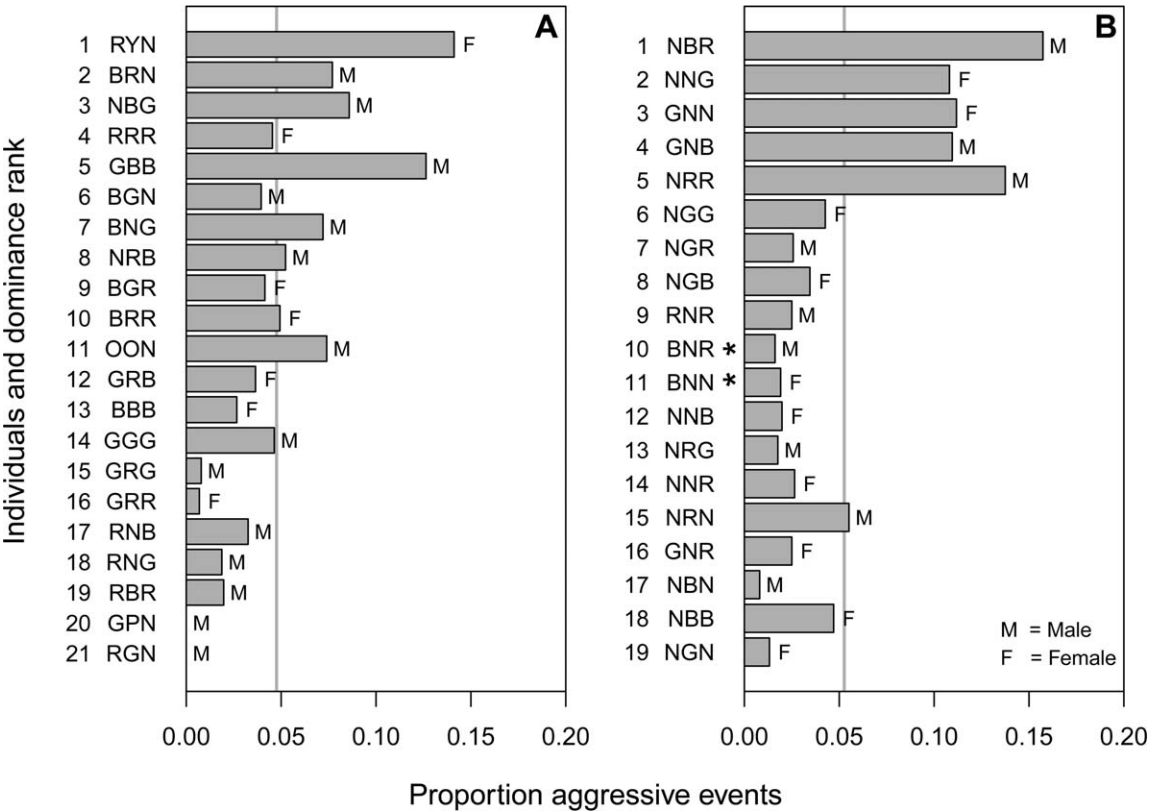 Individuals and dominance rank
A
1 RYN F
2 BRN M
3 NBG M
4 RRR F
5 GBB M
6 BGN M
7 BNG M
8 NRB M
9 BGR F
10 BRR F
11 OON M
12 GRB F
13 BBB F
14 GGG M
15 GRG M
16 GRR F
17 RNB M
18 RNG M
19 RBR M
20 GPN M
21 RGN M
0.00 0.05 0.10 0.15 0.20
B
1 NBR M
2 NNG F
3 GNN F
4 GNB M
5 NRR M
6 NGG F
7 NGR M
8 NGB F
9 RNR M
10 BNR * M
11 BNN * F
12 NNB F
13 NRG M
14 NNR F
15 NRN M
16 GNR F
17 NBN M
18 NBB F
19 NGN F
M = Male
F = Female
0.00 0.05 0.10 0.15 0.20
Proportion aggressive events